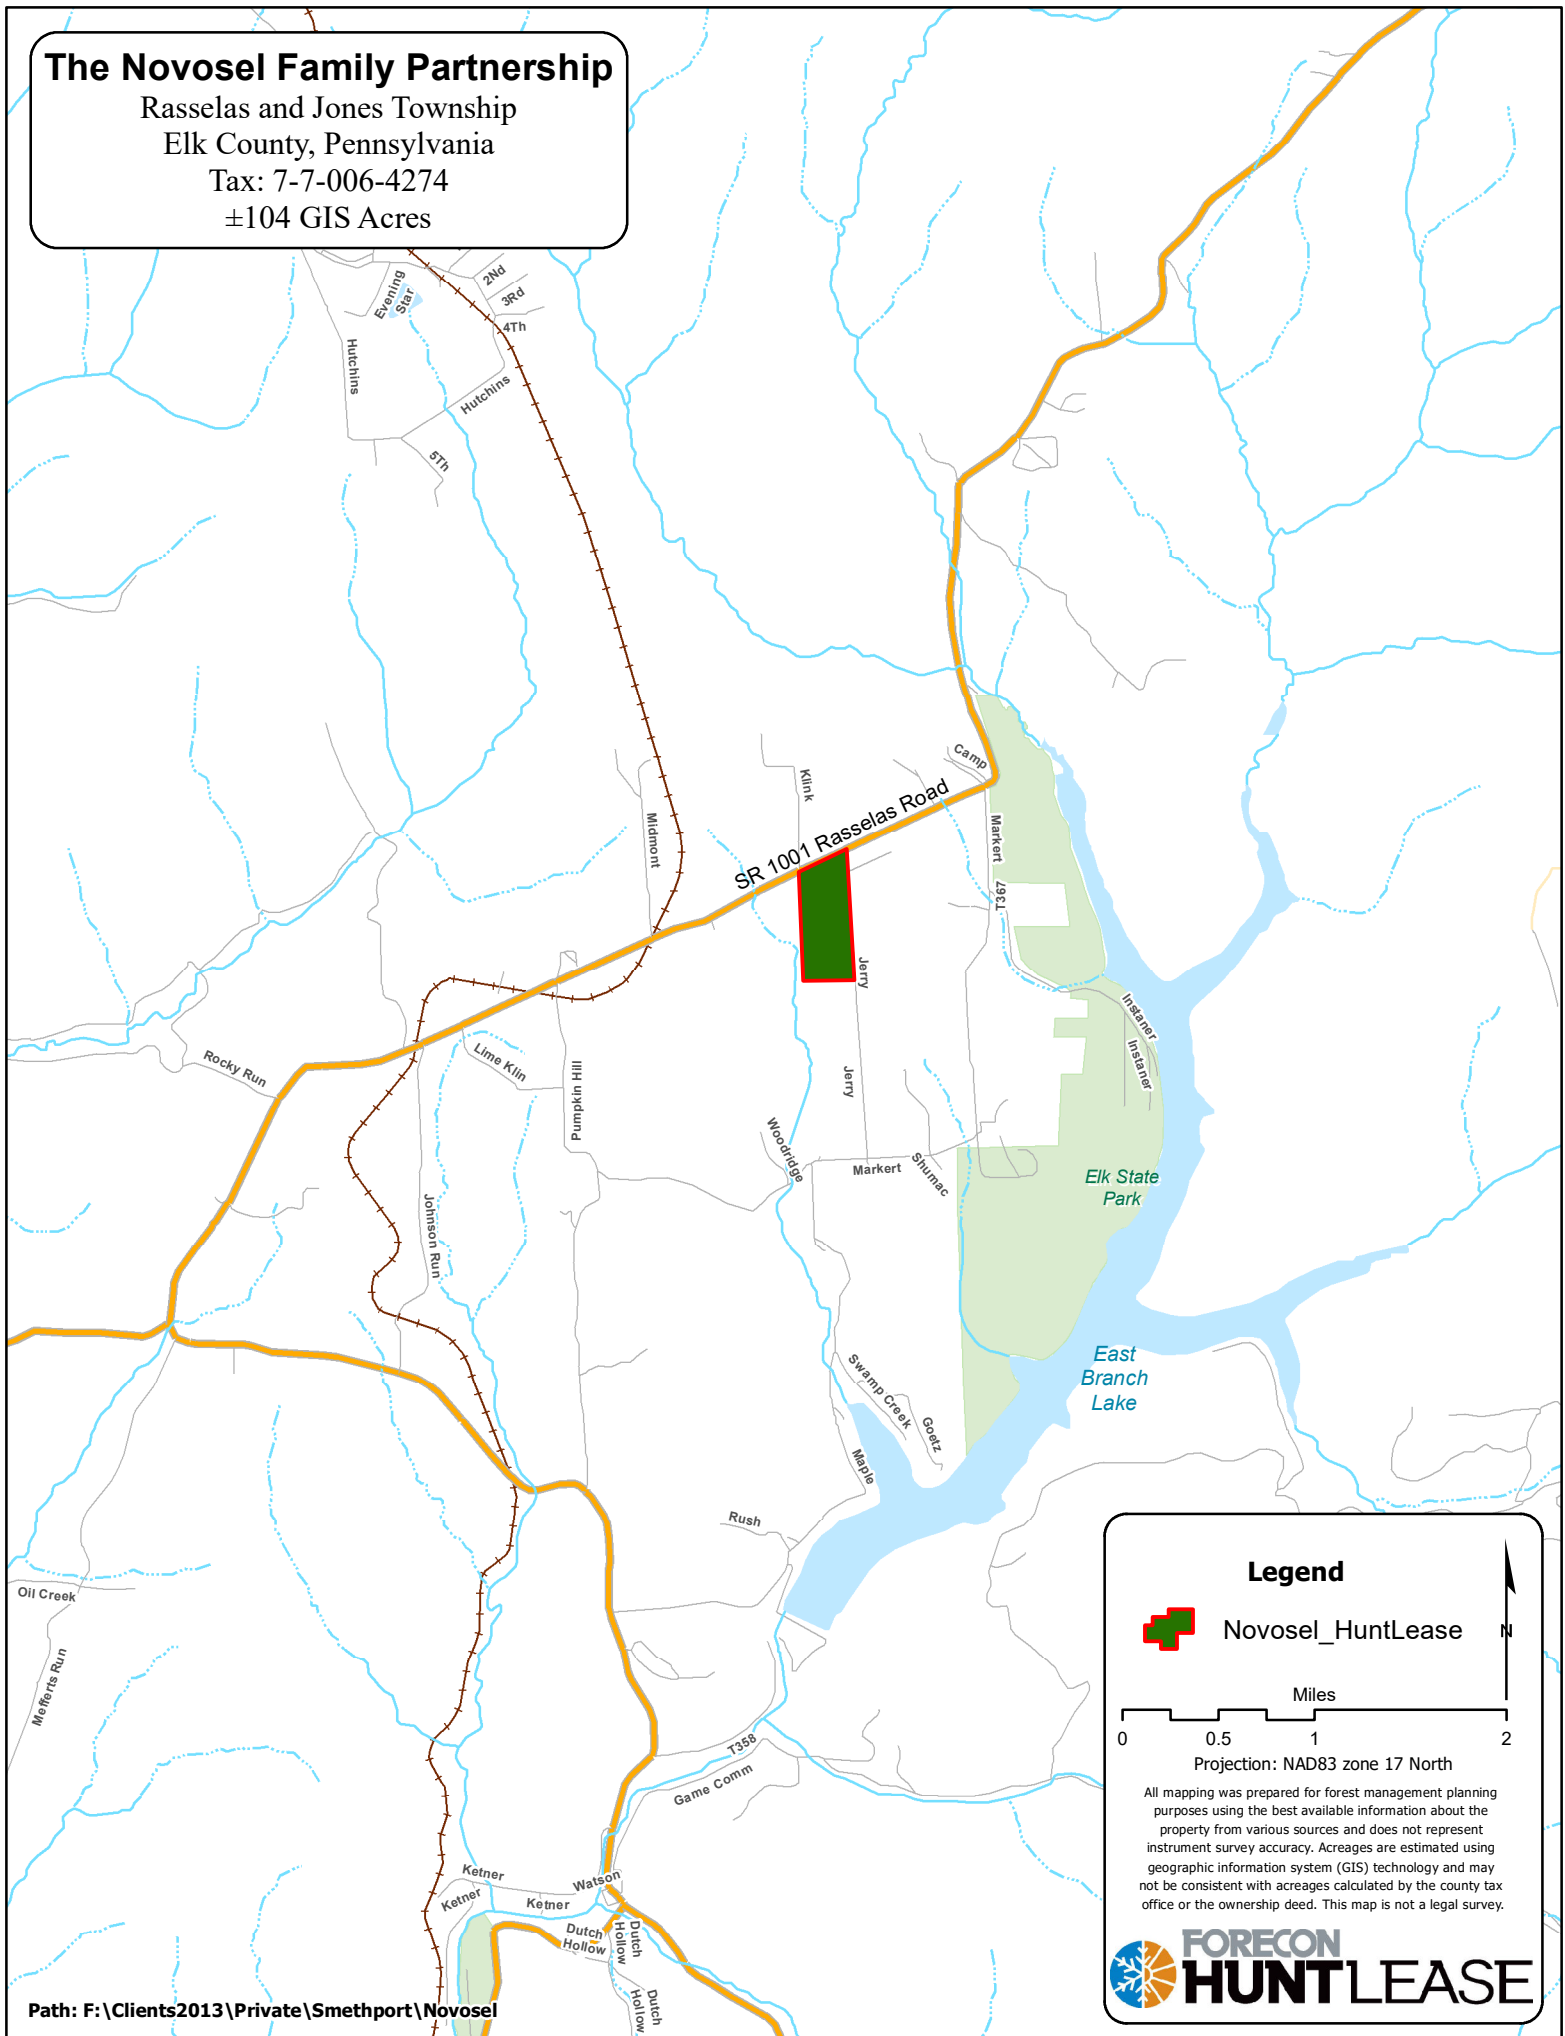 The Novosel Family Partnership
Rasselas and Jones Township
Elk County, Pennsylvania
Tax: 7-7-006-4274
±104 GIS Acres
2Nd
3Rd
4Th
Evening
Star
Hutchins
Hutchins
5Th
Camp
Klink
SR 1001 Rasselas Road
Midmont
Markert
T367
Jerry
Instaner
Instaner
Rocky Run
Lime Klin
Pumpkin Hill
Jerry
Woodridge
Markert
Shumac
Elk State
Park
Johnson Run
East
Branch
Lake
Swamp Creek
Goetz
Maple
Rush
Oil Creek
Mefferts Run
T358
Game Comm
Ketner
Ketner
Ketner
Watson
Dutch
Hollow
Dutch
Hollow
Dutch
Hollow
Legend
Novosel_HuntLease
N
Miles
0 0.5 1 2
Projection: NAD83 zone 17 North
All mapping was prepared for forest management planning
purposes using the best available information about the
property from various sources and does not represent
instrument survey accuracy. Acreages are estimated using
geographic information system (GIS) technology and may
not be consistent with acreages calculated by the county tax
office or the ownership deed. This map is not a legal survey.
FORECON
HUNTLEASE
Path: F:\Clients2013\Private\Smethport\Novosel